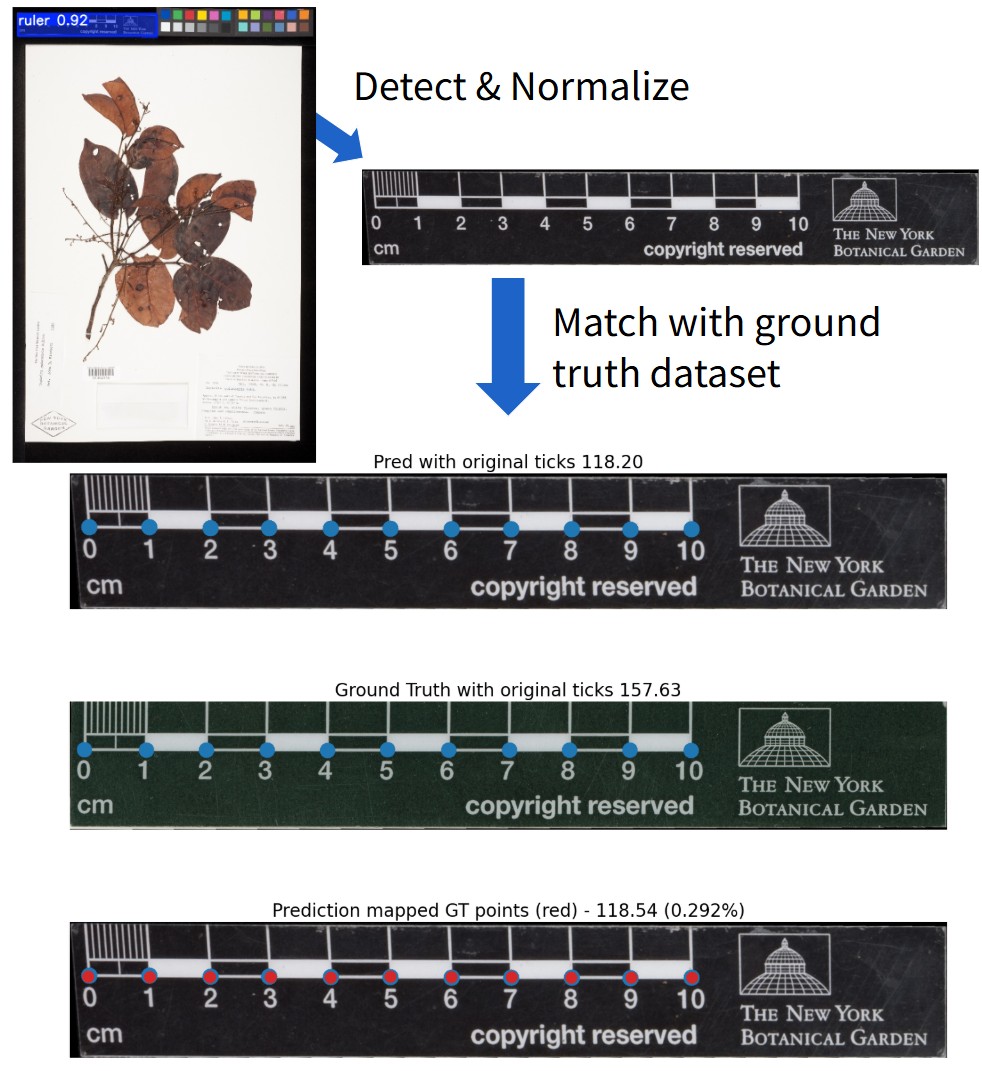 ruler 0.92
copyright reserved
Detect & Normalize
0 1 2 3 4 5 6 7 8 9 10
cm
copyright reserved
THE NEW YORK
BOTANICAL GARDEN
Match with ground
truth dataset
Pred with original ticks 118.20
0 1 2 3 4 5 6 7 8 9 10
cm
copyright reserved
THE NEW YORK
BOTANICAL GARDEN
Ground Truth with original ticks 157.63
0 1 2 3 4 5 6 7 8 9 10
cm
copyright reserved
THE NEW YORK
BOTANICAL GARDEN
Prediction mapped GT points (red) - 118.54 (0.292%)
0 1 2 3 4 5 6 7 8 9 10
cm
copyright reserved
THE NEW YORK
BOTANICAL GARDEN